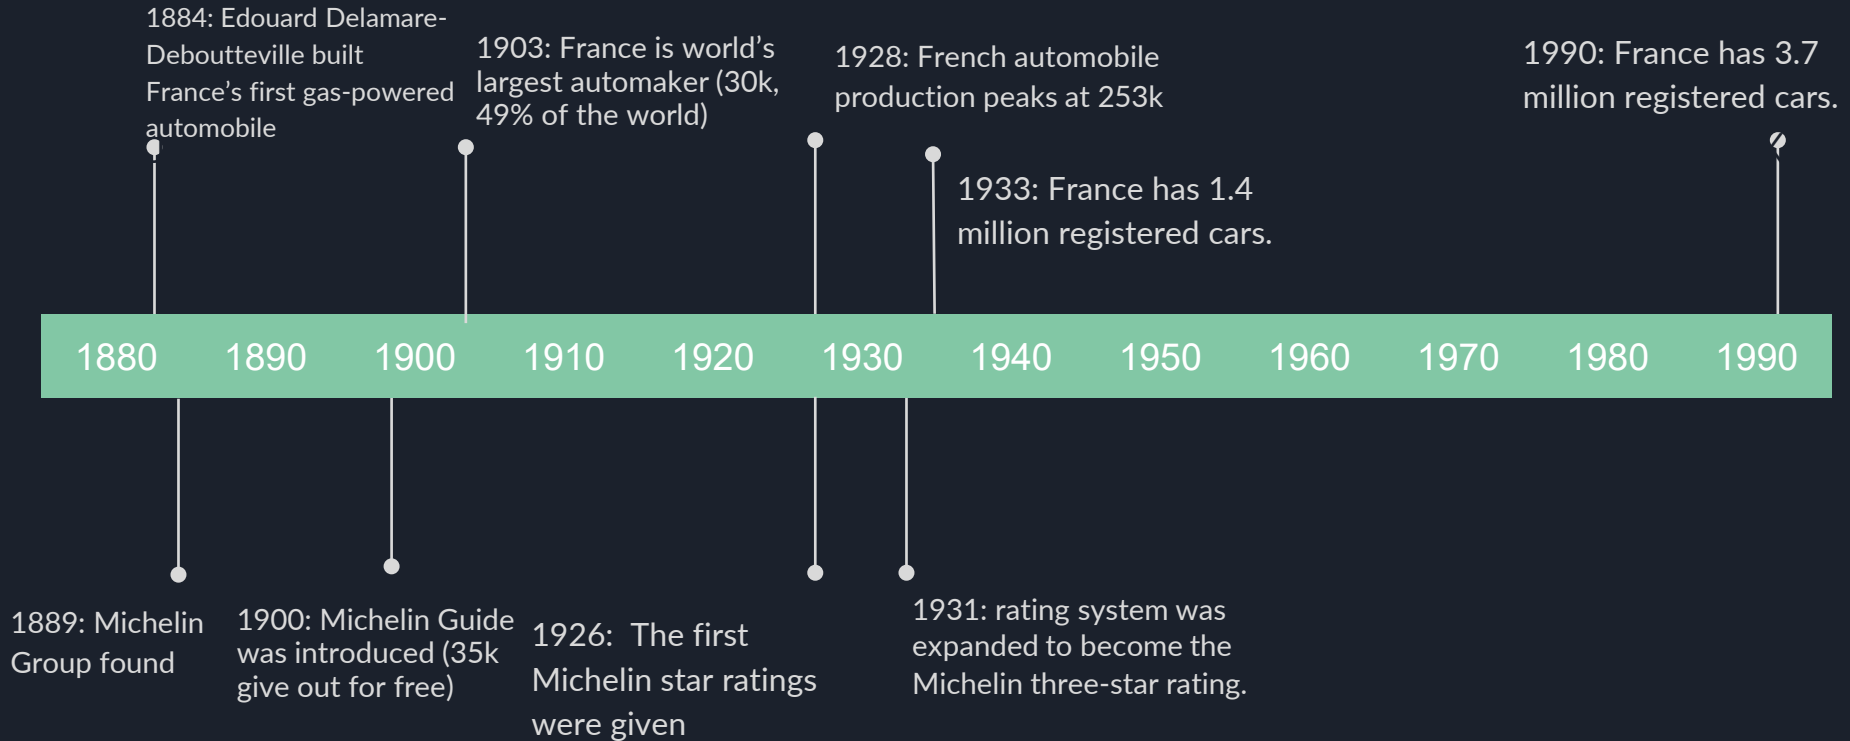 1884: Edouard Delamare-
Deboutteville built
France’s first gas-powered
automobile
1903: France is world’s
largest automaker (30k,
49% of the world)
1928: French automobile
production peaks at 253k
1933: France has 1.4
million registered cars.
1990: France has 3.7
million registered cars.
1880 1890 1900 1910 1920 1930 1940 1950 1960 1970 1980 1990
1889: Michelin
Group found
1900: Michelin Guide
was introduced (35k
give out for free)
1926:  The first
Michelin star ratings
were given
1931: rating system was
expanded to become the
Michelin three-star rating.